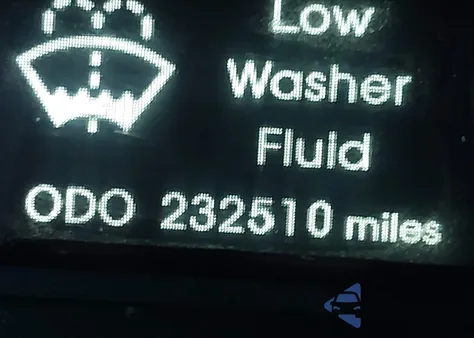 Low
Washer
Fluid
ODO 232510 miles